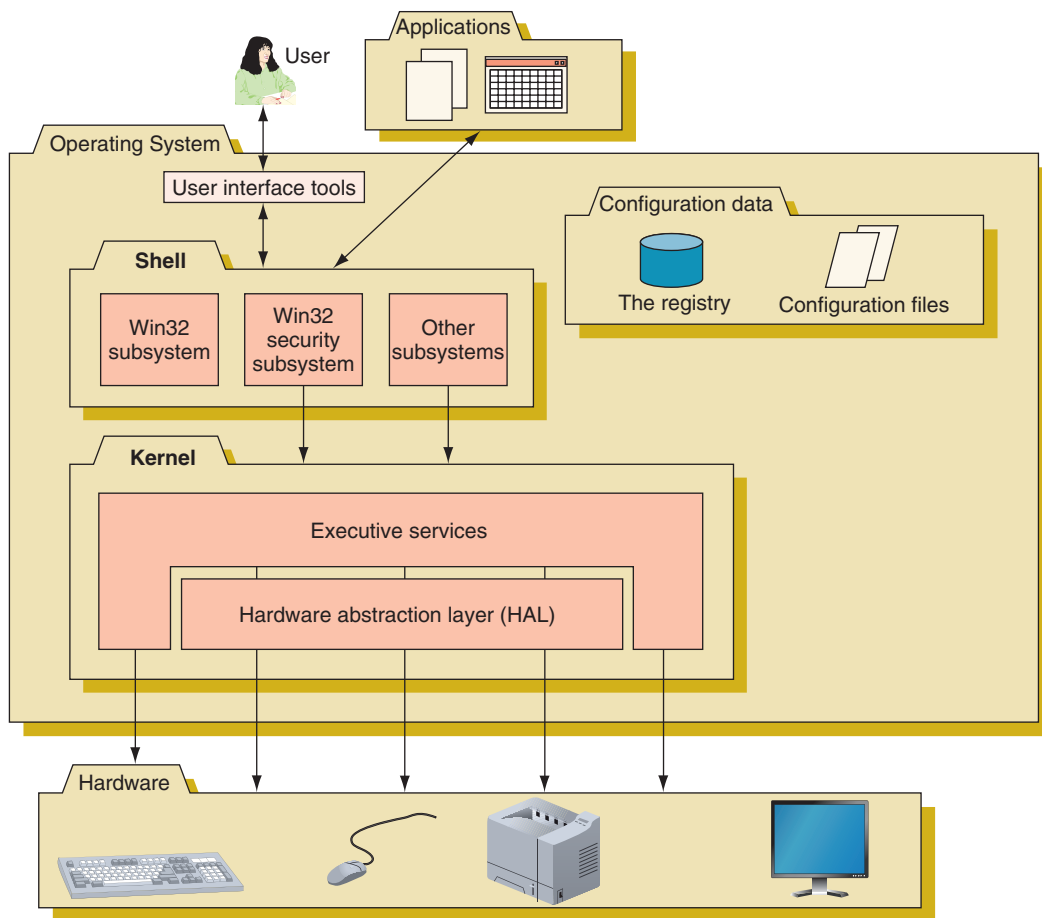 Applications
User
Operating System
User interface tools
Configuration data
The registry
Configuration files
Shell
Win32
subsystem
Win32
security
subsystem
Other
subsystems
Kernel
Executive services
Hardware abstraction layer (HAL)
Hardware